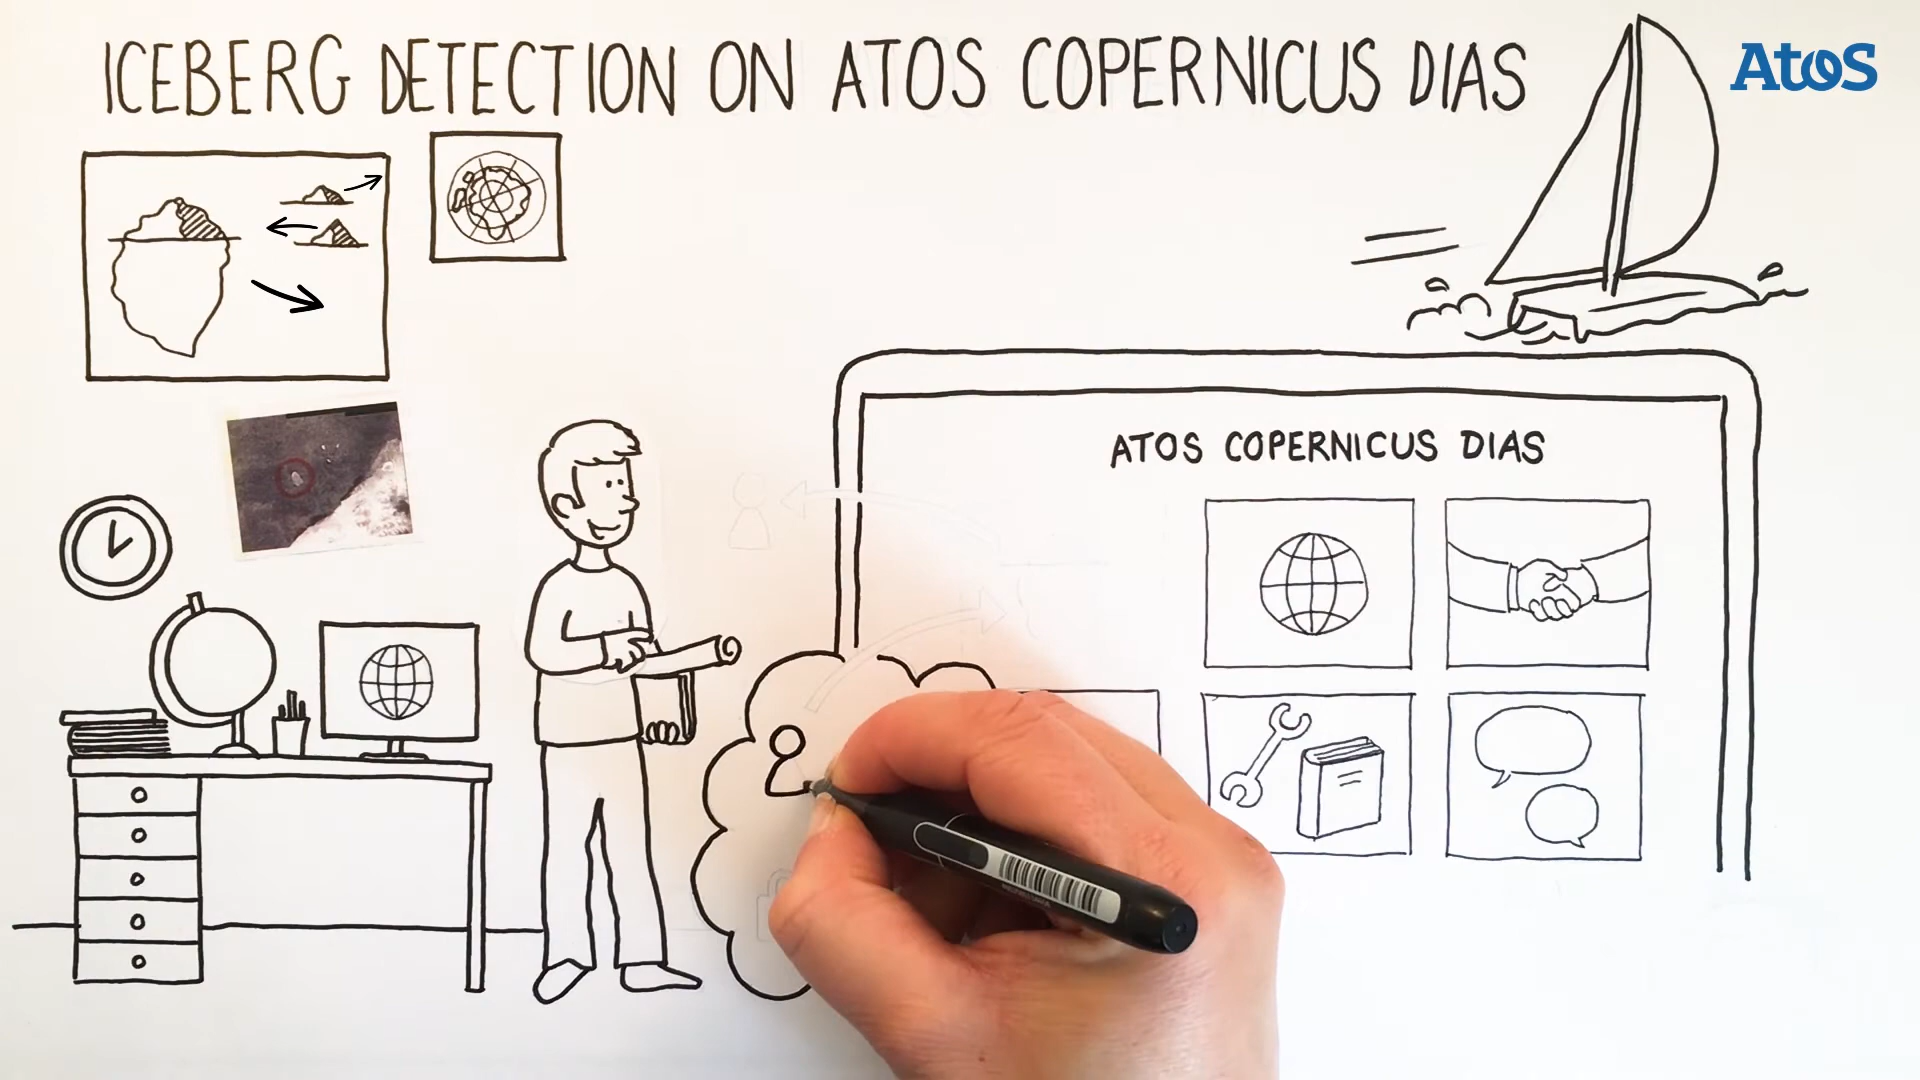 ICEBERG DETECTION ON ATOS COPERNICUS DIAS
Atos
ATOS COPERNICUS DIAS